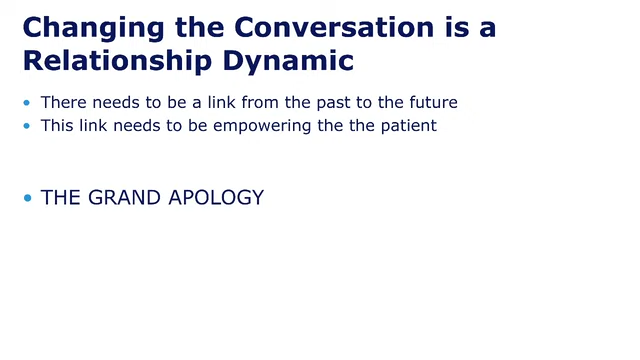 Changing the Conversation is a
Relationship Dynamic
• There needs to be a link from the past to the future
• This link needs to be empowering the the patient
• THE GRAND APOLOGY